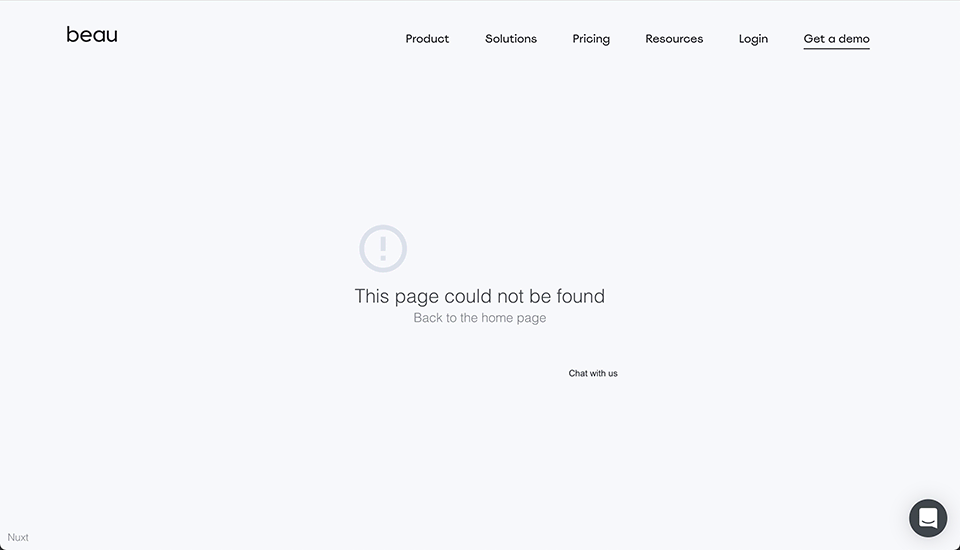 beau
Product Solutions Pricing Resources Login Get a demo
This page could not be found
Back to the home page
Chat with us
Nuxt